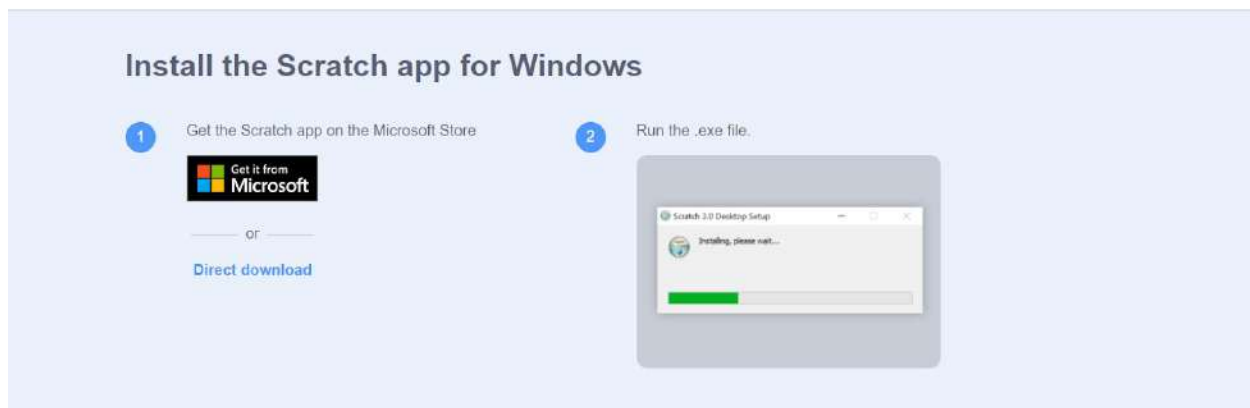 Install the Scratch app for Windows
1
Get the Scratch app on the Microsoft Store
Get it from
Microsoft
or
Direct download
2
Run the .exe file.
Scratch 3.0 Desktop Setup
Installing, please wait...